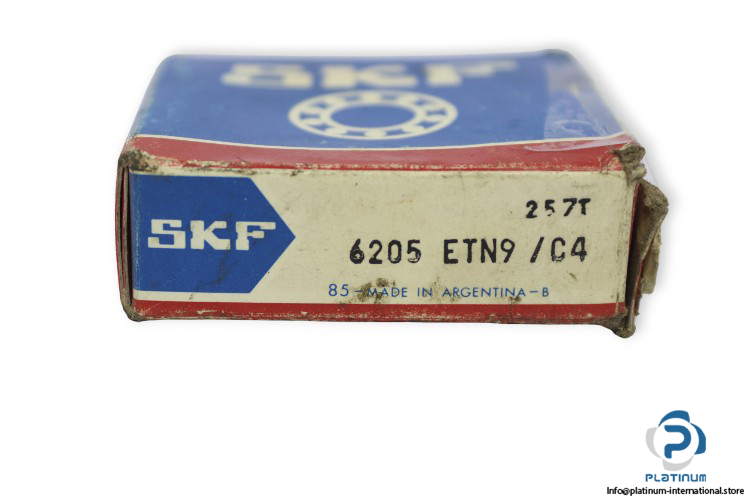 SKF
SKF
257T
6205 ETN9 /C4
85-MADE IN ARGENTINA-B
PLATINUM
Info@platinum-international.store